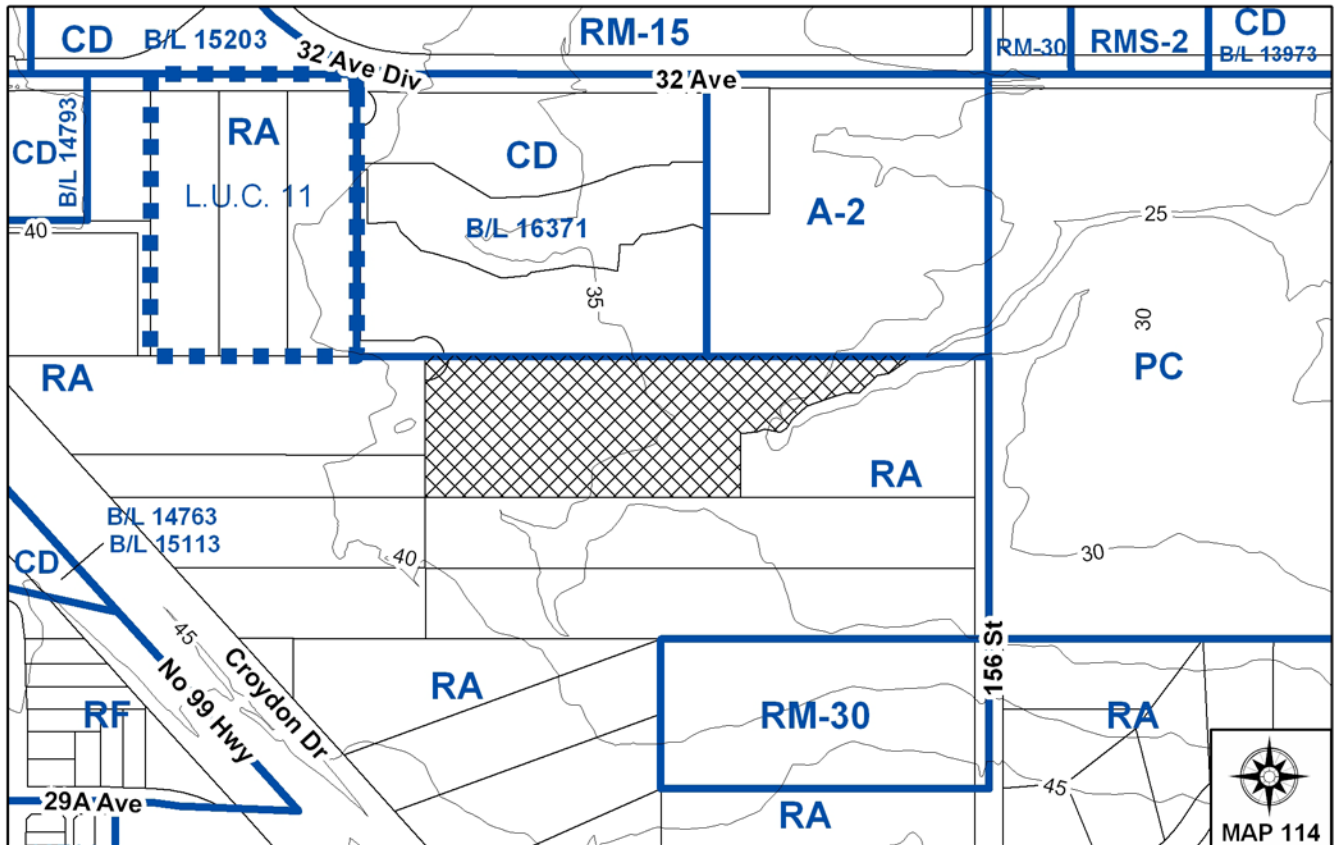 CD B/L 15203
RM-15
RM-30
RMS-2
CD
B/L 13973
32 Ave Div
32 Ave
CD
B/L 14793
RA
L.U.C. 11
CD
B/L 16371
A-2
25
40
35
30
PC
RA
RA
B/L 14763
B/L 15113
CD
40
30
45
No 99 Hwy
Croydon Dr
RA
156 St
RM-30
RA
RF
29A Ave
RA
45
MAP 114